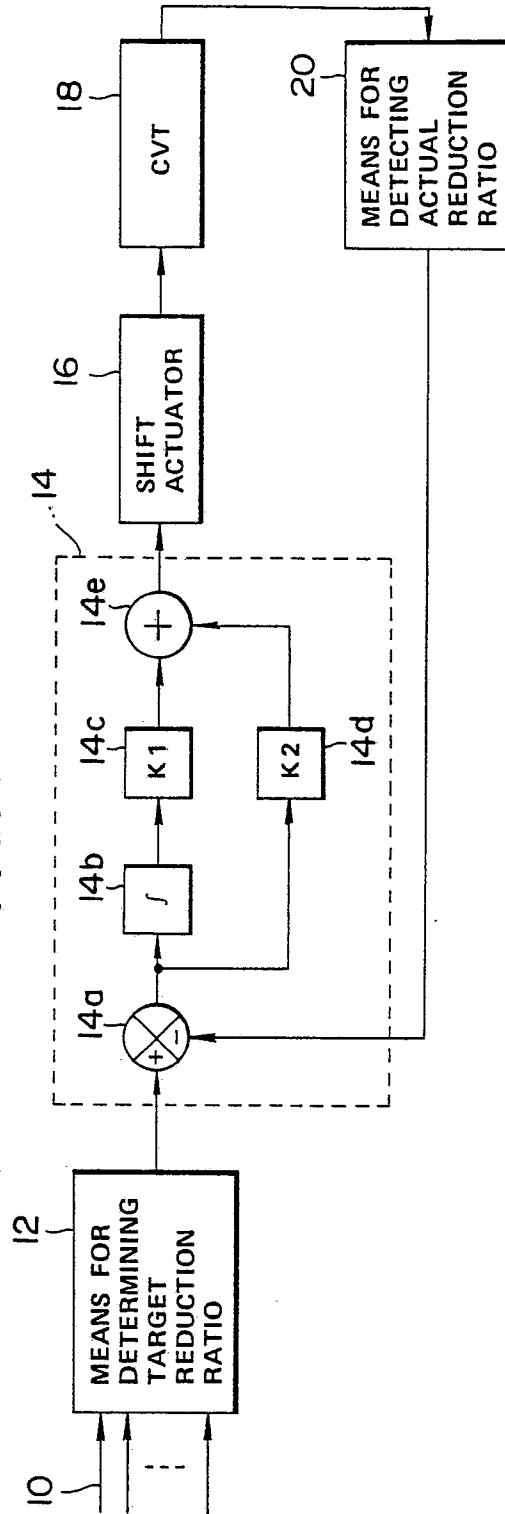 10
12
MEANS FOR
DETERMINING
TARGET
REDUCTION
RATIO
14
14a
+
−
14b
∫
14c
K1
14d
K2
14e
+
16
SHIFT
ACTUATOR
18
CVT
20
MEANS FOR
DETECTING
ACTUAL
REDUCTION
RATIO